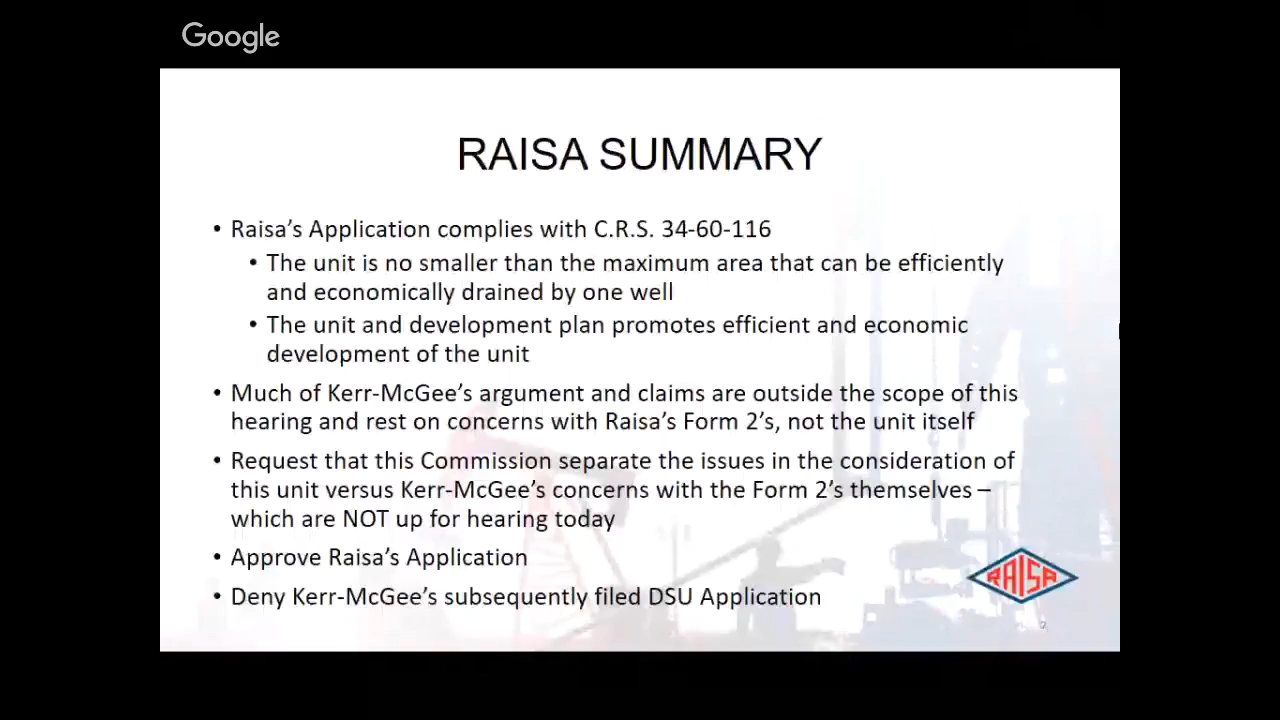 Google
RAISA SUMMARY
• Raisa’s Application complies with C.R.S. 34-60-116
• The unit is no smaller than the maximum area that can be efficiently
and economically drained by one well
• The unit and development plan promotes efficient and economic
development of the unit
• Much of Kerr-McGee’s argument and claims are outside the scope of this
hearing and rest on concerns with Raisa’s Form 2’s, not the unit itself
• Request that this Commission separate the issues in the consideration of
this unit versus Kerr-McGee’s concerns with the Form 2’s themselves –
which are NOT up for hearing today
• Approve Raisa’s Application
• Deny Kerr-McGee’s subsequently filed DSU Application
RAISA